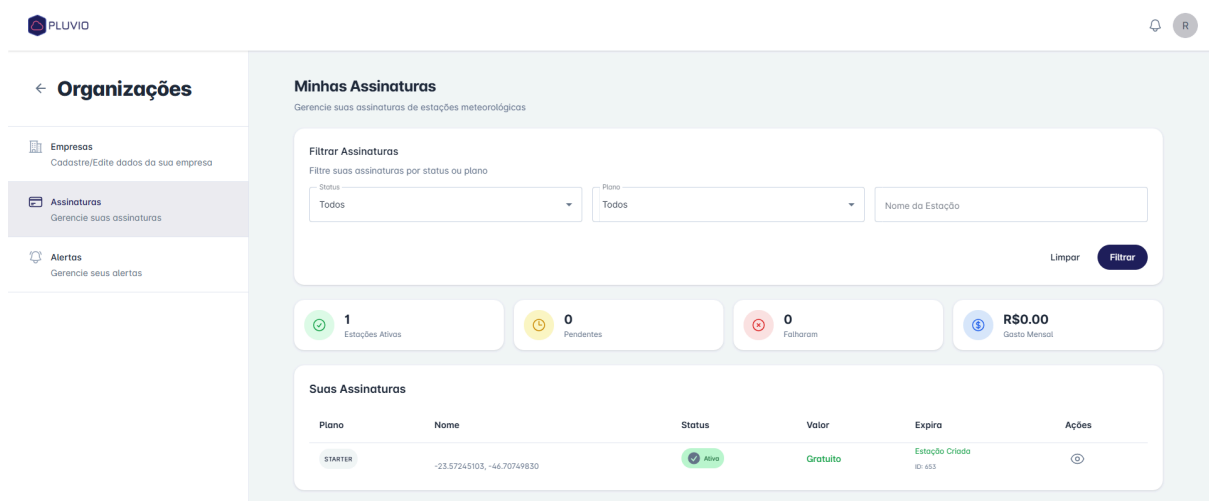 PLUVIO
R
Organizações
Empresas
Cadastre/Edite dados da sua empresa
Assinaturas
Gerencie suas assinaturas
Alertas
Gerencie seus alertas
Minhas Assinaturas
Gerencie suas assinaturas de estações meteorológicas
Filtrar Assinaturas
Filtre suas assinaturas por status ou plano
Status
Todos
Plano
Todos
Nome da Estação
Limpar
Filtrar
1
Estações Ativas
0
Pendentes
0
Falharam
R$0.00
Gasto Mensal
Suas Assinaturas
Plano Nome Status Valor Expira Ações
STARTER -23.57245103, -46.70749830 Ativo Gratuito Estação Criada
ID: 653